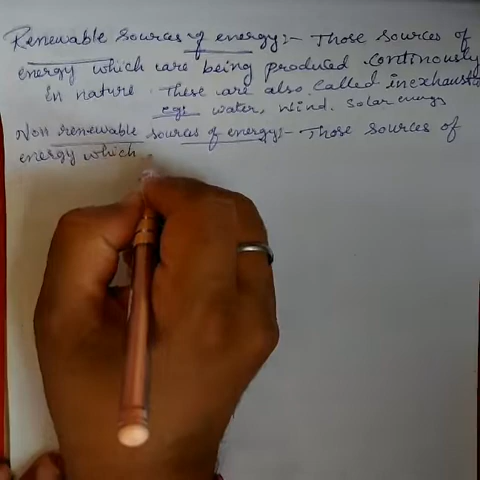 Renewable Sources of energy:- Those sources of
energy which are being produced continously
in nature. These are also called inexhausti
eg: water, wind. Solar energy
Non renewable sources of energy:- Those sources of
energy which